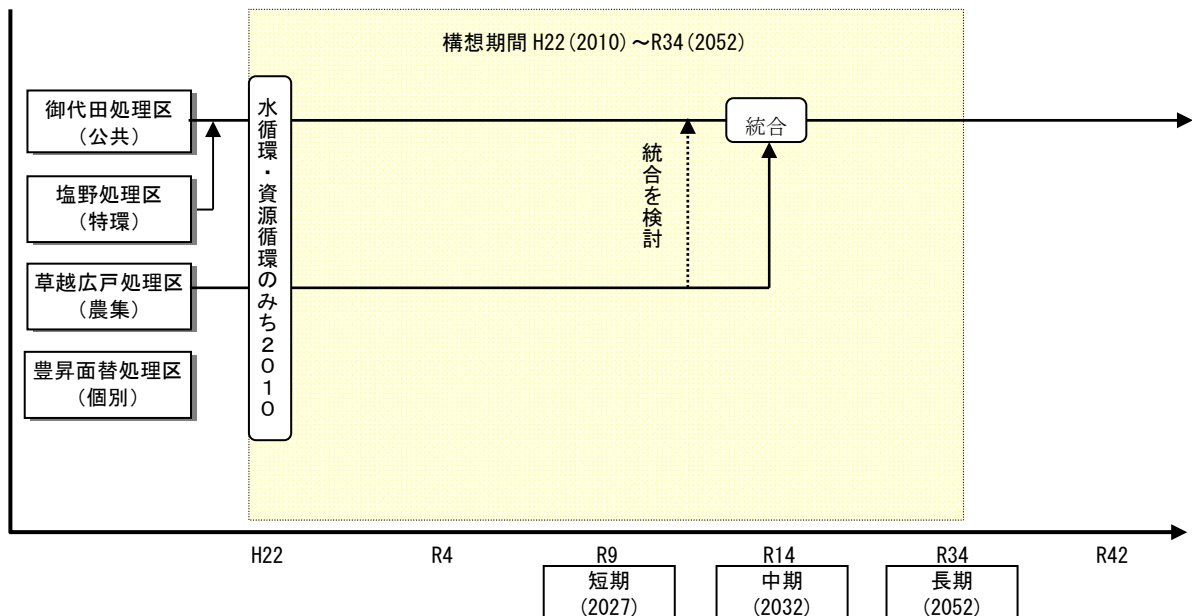 構想期間 H22(2010)～R34(2052)
御代田処理区
（公共）
塩野処理区
（特環）
草越広戸処理区
（農集）
豊昇面替処理区
（個別）
水循環・資源循環のみち２０１０
統合を検討
統合
H22 R4 R9 R14 R34 R42
短期
(2027)
中期
(2032)
長期
(2052)